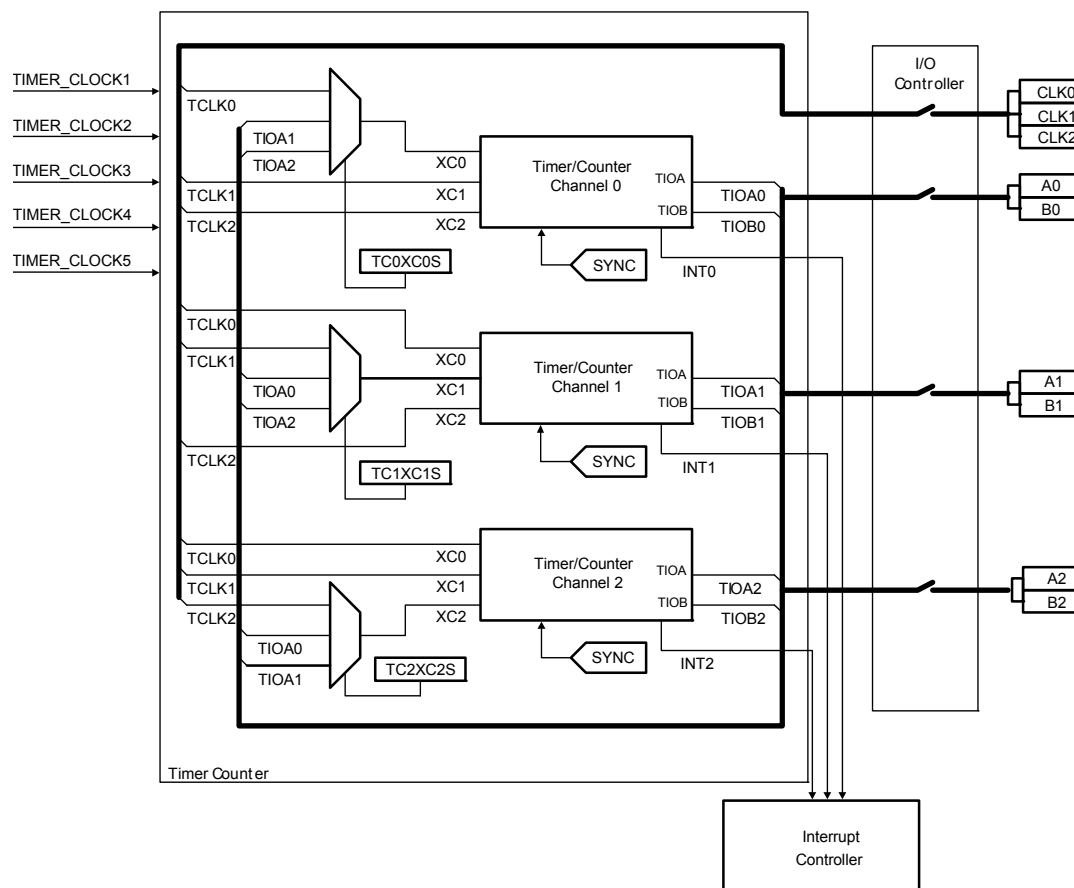 I/O
Controller
TIMER_CLOCK1
TIMER_CLOCK2
TIMER_CLOCK3
TIMER_CLOCK4
TIMER_CLOCK5
TCLK0
TIOA1
TIOA2
TCLK1
TCLK2
XC0
XC1
XC2
Timer/Counter
Channel 0
TIOA
TIOB
TIOA0
TIOB0
TC0XC0S
SYNC
INT0
CLK0
CLK1
CLK2
A0
B0
TCLK0
TCLK1
TIOA0
TIOA2
TCLK2
XC0
XC1
XC2
Timer/Counter
Channel 1
TIOA
TIOB
TIOA1
TIOB1
TC1XC1S
SYNC
INT1
A1
B1
TCLK0
TCLK1
TCLK2
TIOA0
TIOA1
XC0
XC1
XC2
Timer/Counter
Channel 2
TIOA
TIOB
TIOA2
TIOB2
TC2XC2S
SYNC
INT2
A2
B2
Timer Counter
Interrupt
Controller